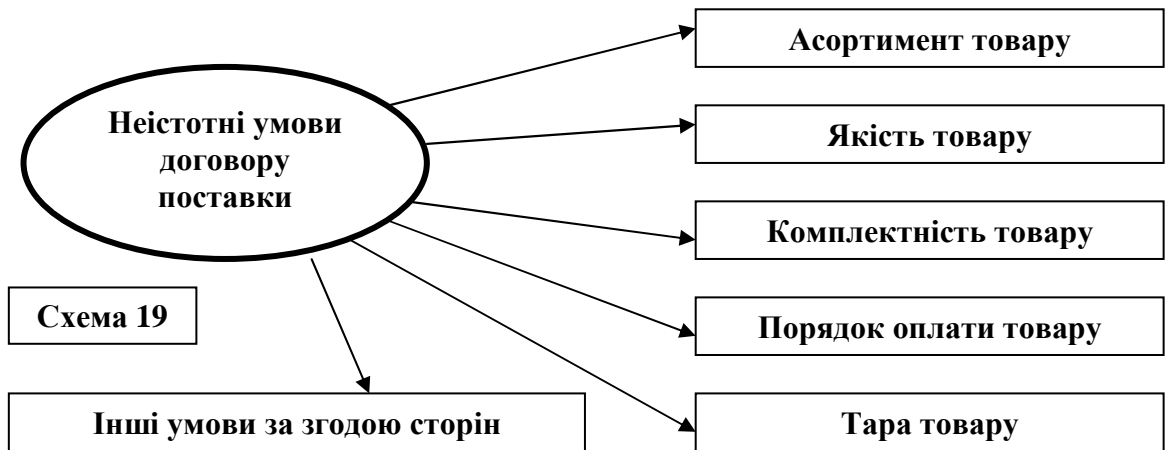 Асортимент товару
Неістотні умови
договору
поставки
Якість товару
Комплектність товару
Схема 19
Порядок оплати товару
Інші умови за згодою сторін
Тара товару